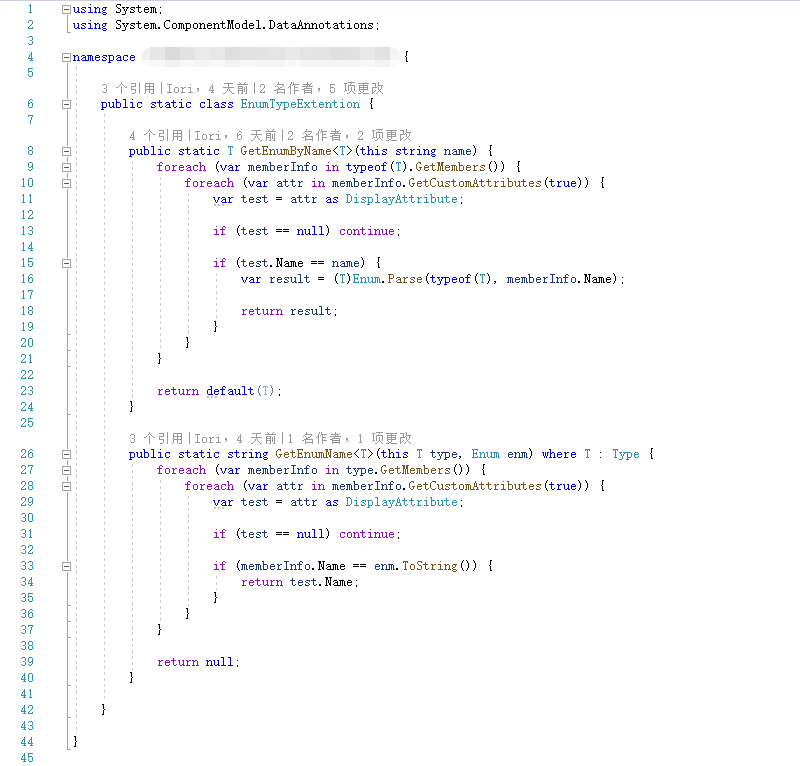 1 using System;
2 using System.ComponentModel.DataAnnotations;
3
4 namespace {
5
3 个引用|Iori，4 天前|2 名作者，5 项更改
6 public static class EnumTypeExtention {
7
4 个引用|Iori，6 天前|2 名作者，2 项更改
8 public static T GetEnumByName<T>(this string name) {
9 foreach (var memberInfo in typeof(T).GetMembers()) {
10 foreach (var attr in memberInfo.GetCustomAttributes(true)) {
11 var test = attr as DisplayAttribute;
12
13 if (test == null) continue;
14
15 if (test.Name == name) {
16 var result = (T)Enum.Parse(typeof(T), memberInfo.Name);
17
18 return result;
19 }
20 }
21 }
22
23 return default(T);
24 }
25
3 个引用|Iori，4 天前|1 名作者，1 项更改
26 public static string GetEnumName<T>(this T type, Enum enm) where T : Type {
27 foreach (var memberInfo in type.GetMembers()) {
28 foreach (var attr in memberInfo.GetCustomAttributes(true)) {
29 var test = attr as DisplayAttribute;
30
31 if (test == null) continue;
32
33 if (memberInfo.Name == enm.ToString()) {
34 return test.Name;
35 }
36 }
37 }
38
39 return null;
40 }
41
42 }
43
44 }
45